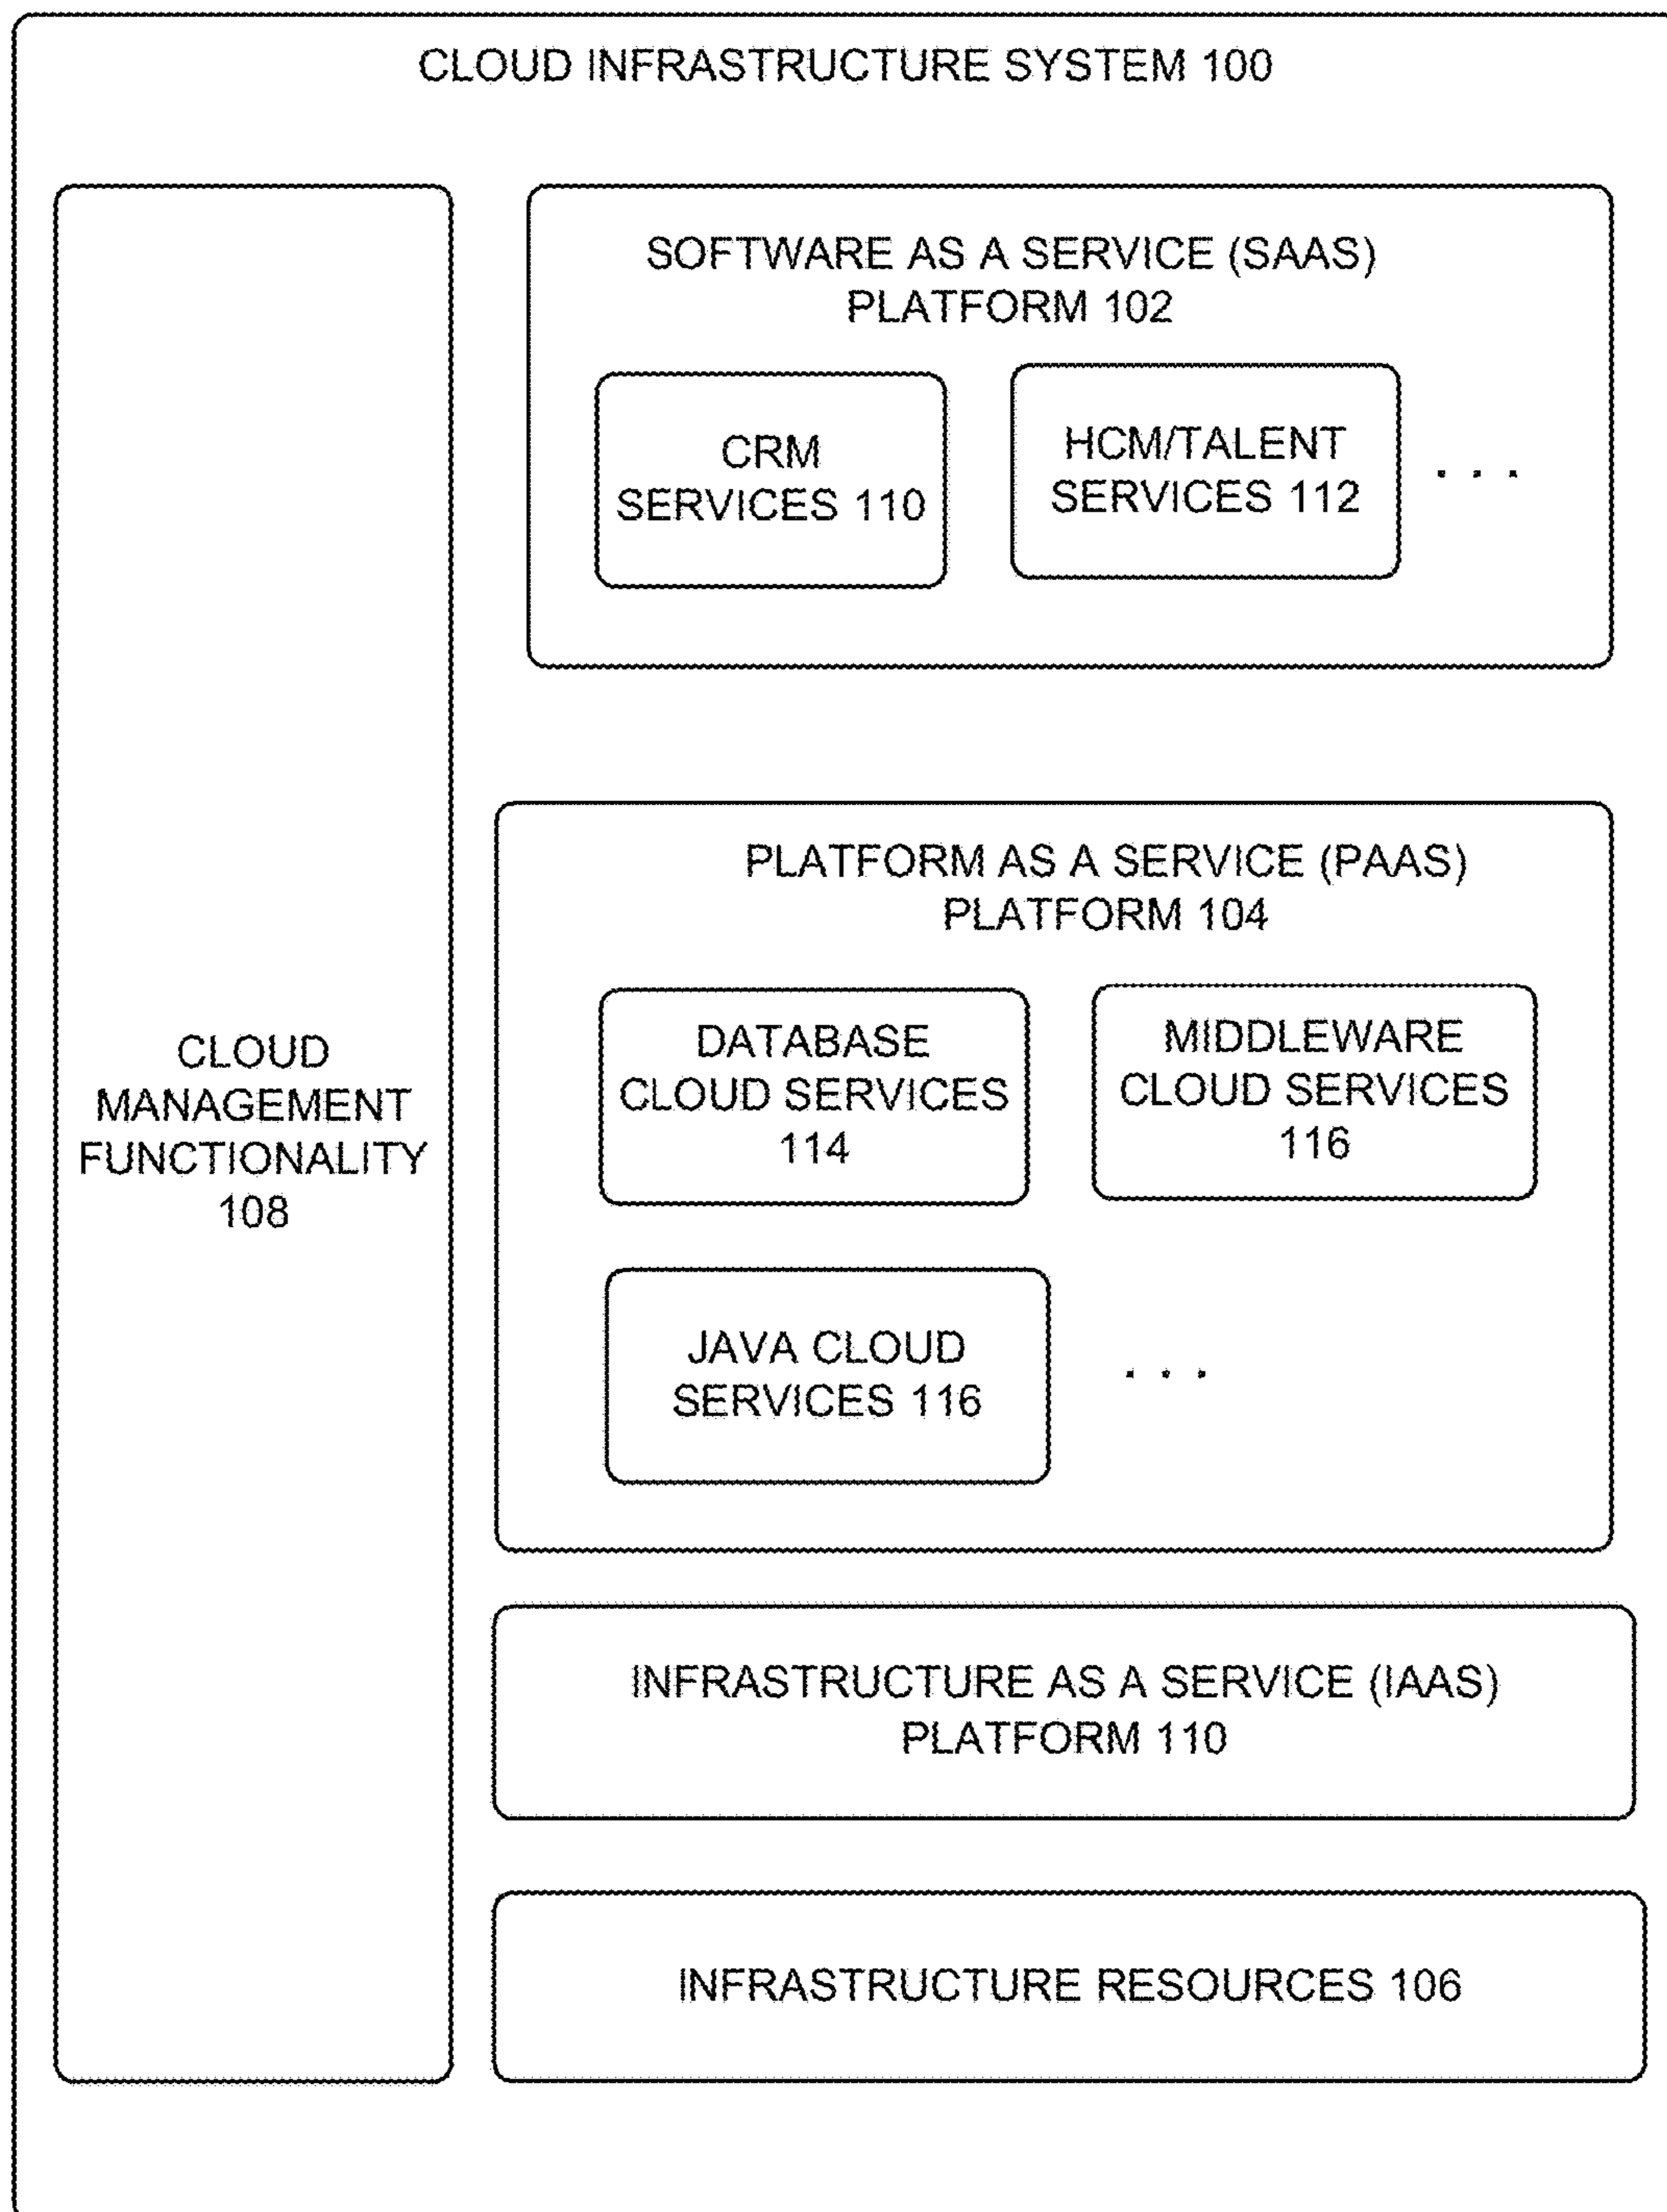 CLOUD INFRASTRUCTURE SYSTEM 100
SOFTWARE AS A SERVICE (SAAS)
PLATFORM 102
CRM
SERVICES 110
HCM/TALENT
SERVICES 112
. . .
PLATFORM AS A SERVICE (PAAS)
PLATFORM 104
DATABASE
CLOUD SERVICES
114
MIDDLEWARE
CLOUD SERVICES
116
JAVA CLOUD
SERVICES 116
. . .
CLOUD
MANAGEMENT
FUNCTIONALITY
108
INFRASTRUCTURE AS A SERVICE (IAAS)
PLATFORM 110
INFRASTRUCTURE RESOURCES 106